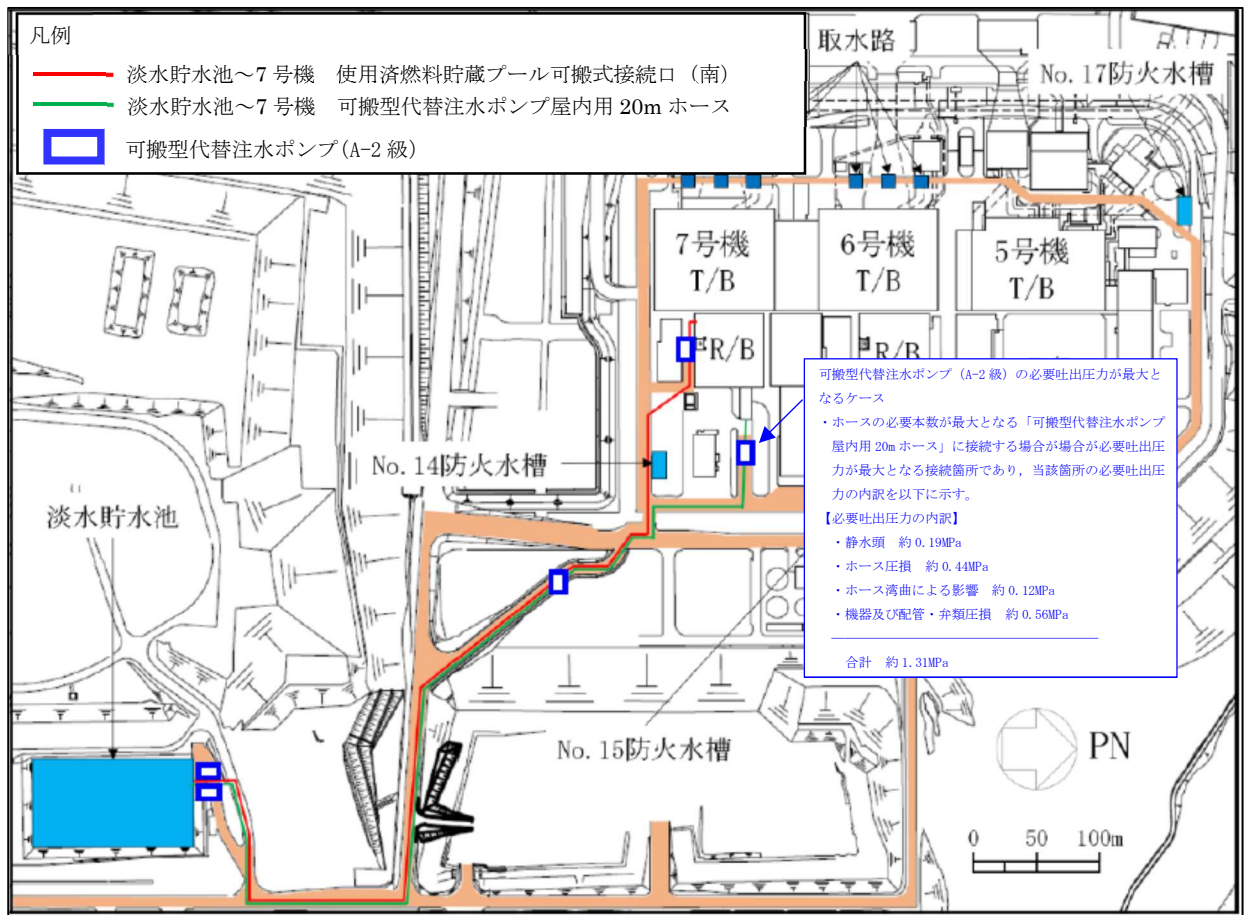 凡例
淡水貯水池～7 号機　使用済燃料貯蔵プール可搬式接続口（南）
淡水貯水池～7 号機　可搬型代替注水ポンプ屋内用 20m ホース
可搬型代替注水ポンプ(A-2 級)
取水路
No. 17防火水槽
7号機
T/B
6号機
T/B
5号機
T/B
R/B
R/B
可搬型代替注水ポンプ（A-2 級）の必要吐出圧力が最大と
なるケース
・ホースの必要本数が最大となる「可搬型代替注水ポンプ
屋内用 20m ホース」に接続する場合が場合が必要吐出圧
力が最大となる接続箇所であり，当該箇所の必要吐出圧
力の内訳を以下に示す。
【必要吐出圧力の内訳】
・静水頭　約 0.19MPa
・ホース圧損　約 0.44MPa
・ホース湾曲による影響　約 0.12MPa
・機器及び配管・弁類圧損　約 0.56MPa
合計　約 1.31MPa
No. 14防火水槽
淡水貯水池
No. 15防火水槽
PN
0 50 100m